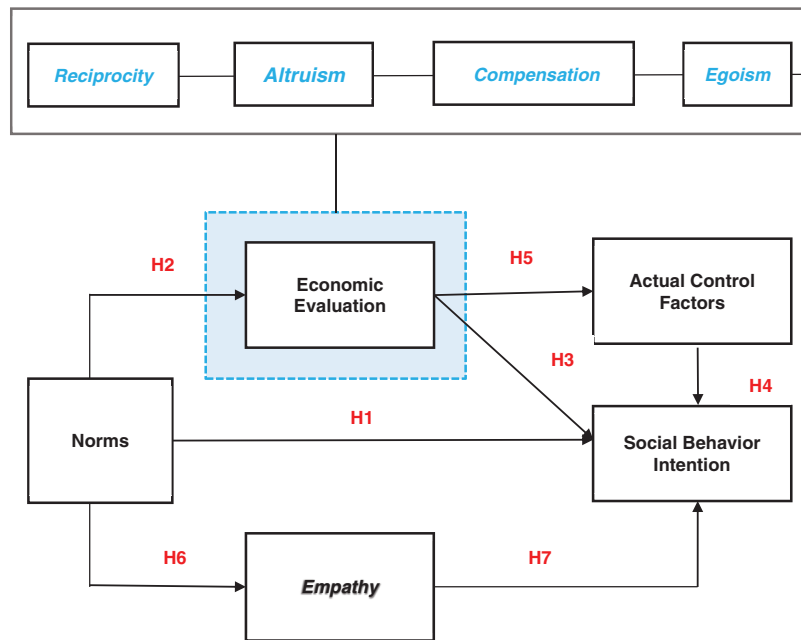 Reciprocity
Altruism
Compensation
Egoism
H2
Economic
Evaluation
H5
Actual Control
Factors
H3
H4
Norms
H1
Social Behavior
Intention
H6
Empathy
H7